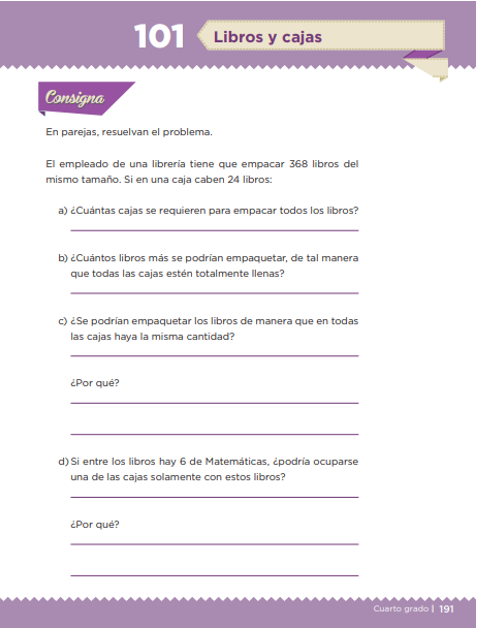 101
Libros y cajas
Consigna
En parejas, resuelvan el problema.
El empleado de una librería tiene que empacar 368 libros del
mismo tamaño. Si en una caja caben 24 libros:
a) ¿Cuántas cajas se requieren para empacar todos los libros?
b) ¿Cuántos libros más se podrían empaquetar, de tal manera
que todas las cajas estén totalmente llenas?
c) ¿Se podrían empaquetar los libros de manera que en todas
las cajas haya la misma cantidad?
¿Por qué?
d) Si entre los libros hay 6 de Matemáticas, ¿podría ocuparse
una de las cajas solamente con estos libros?
¿Por qué?
Cuarto grado | 191